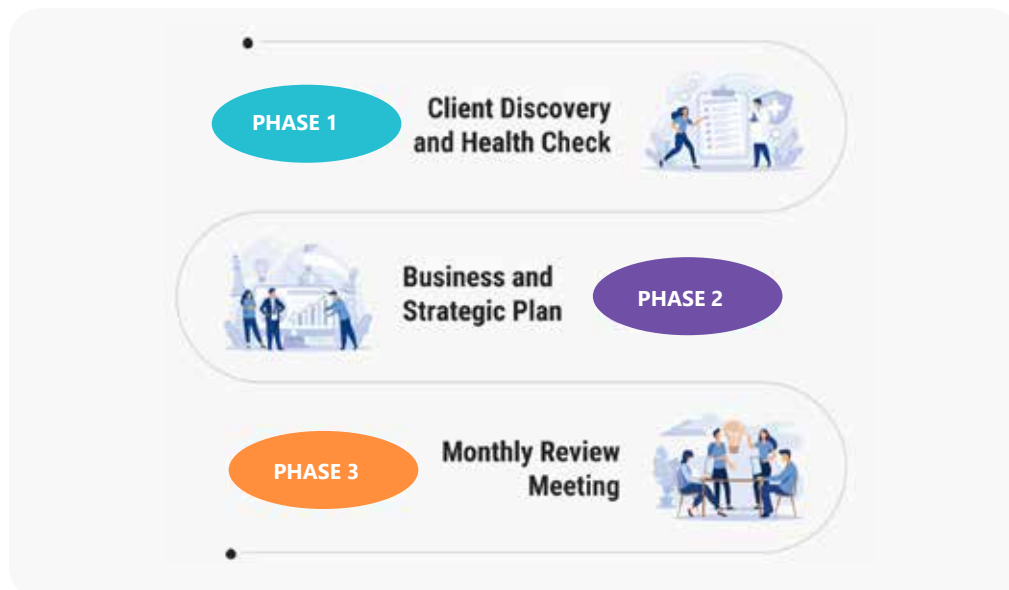 PHASE 1
Client Discovery
and Health Check
Business and
Strategic Plan
PHASE 2
PHASE 3
Monthly Review
Meeting